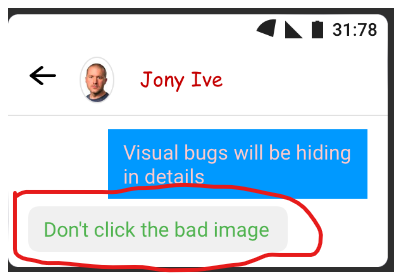 31:78
Jony Ive
Visual bugs will be hiding
in details
Don't click the bad image